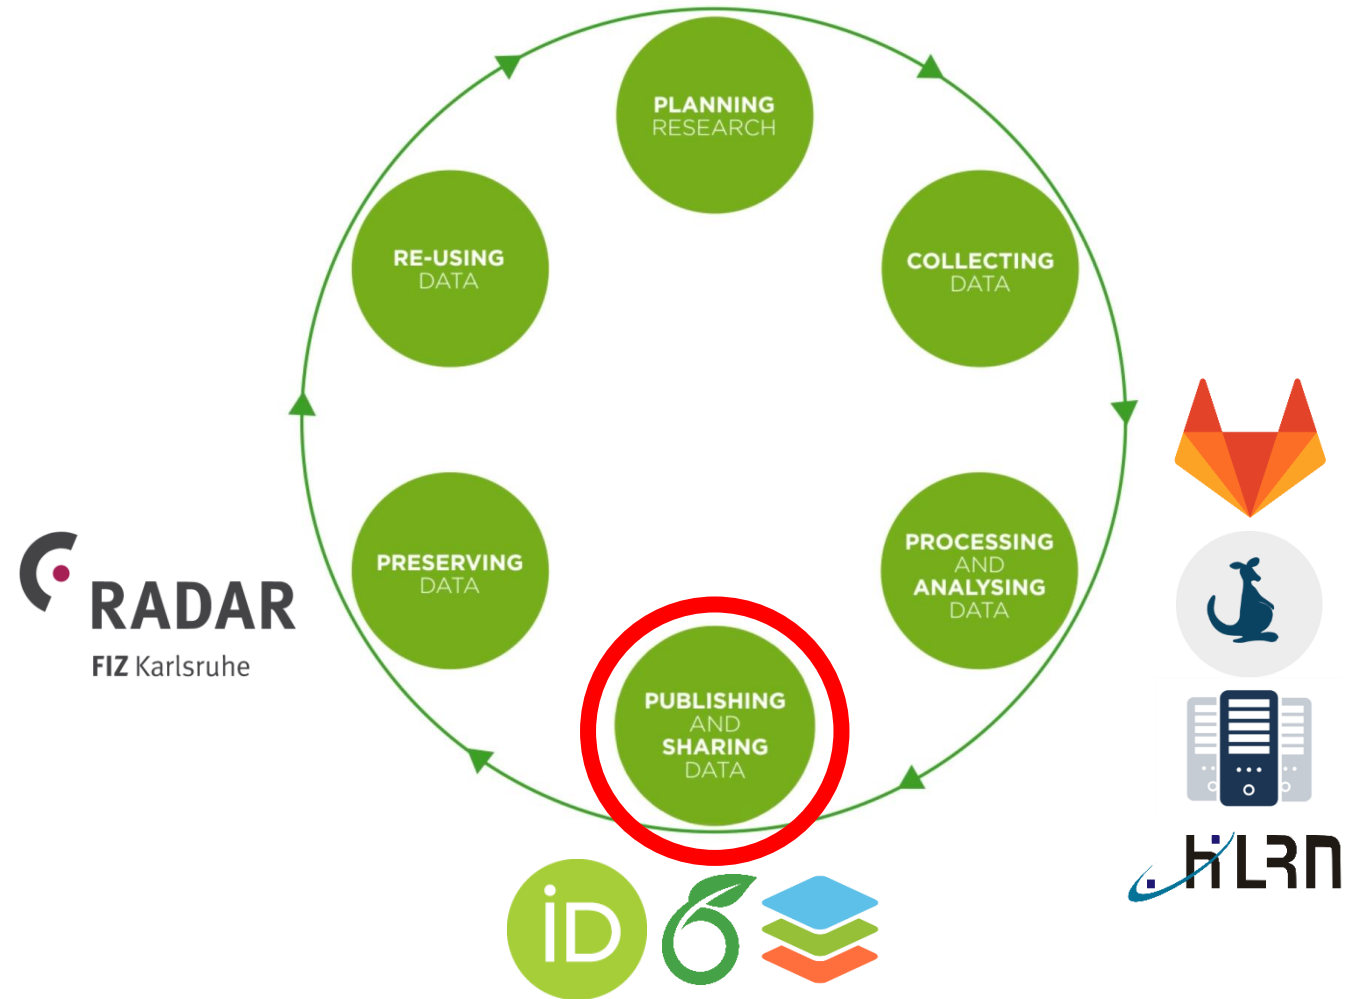 PLANNING
RESEARCH
RE-USING
DATA
COLLECTING
DATA
PRESERVING
DATA
PROCESSING
AND
ANALYSING
DATA
RADAR
FIZ Karlsruhe
PUBLISHING
AND
SHARING
DATA
HLRN
iD